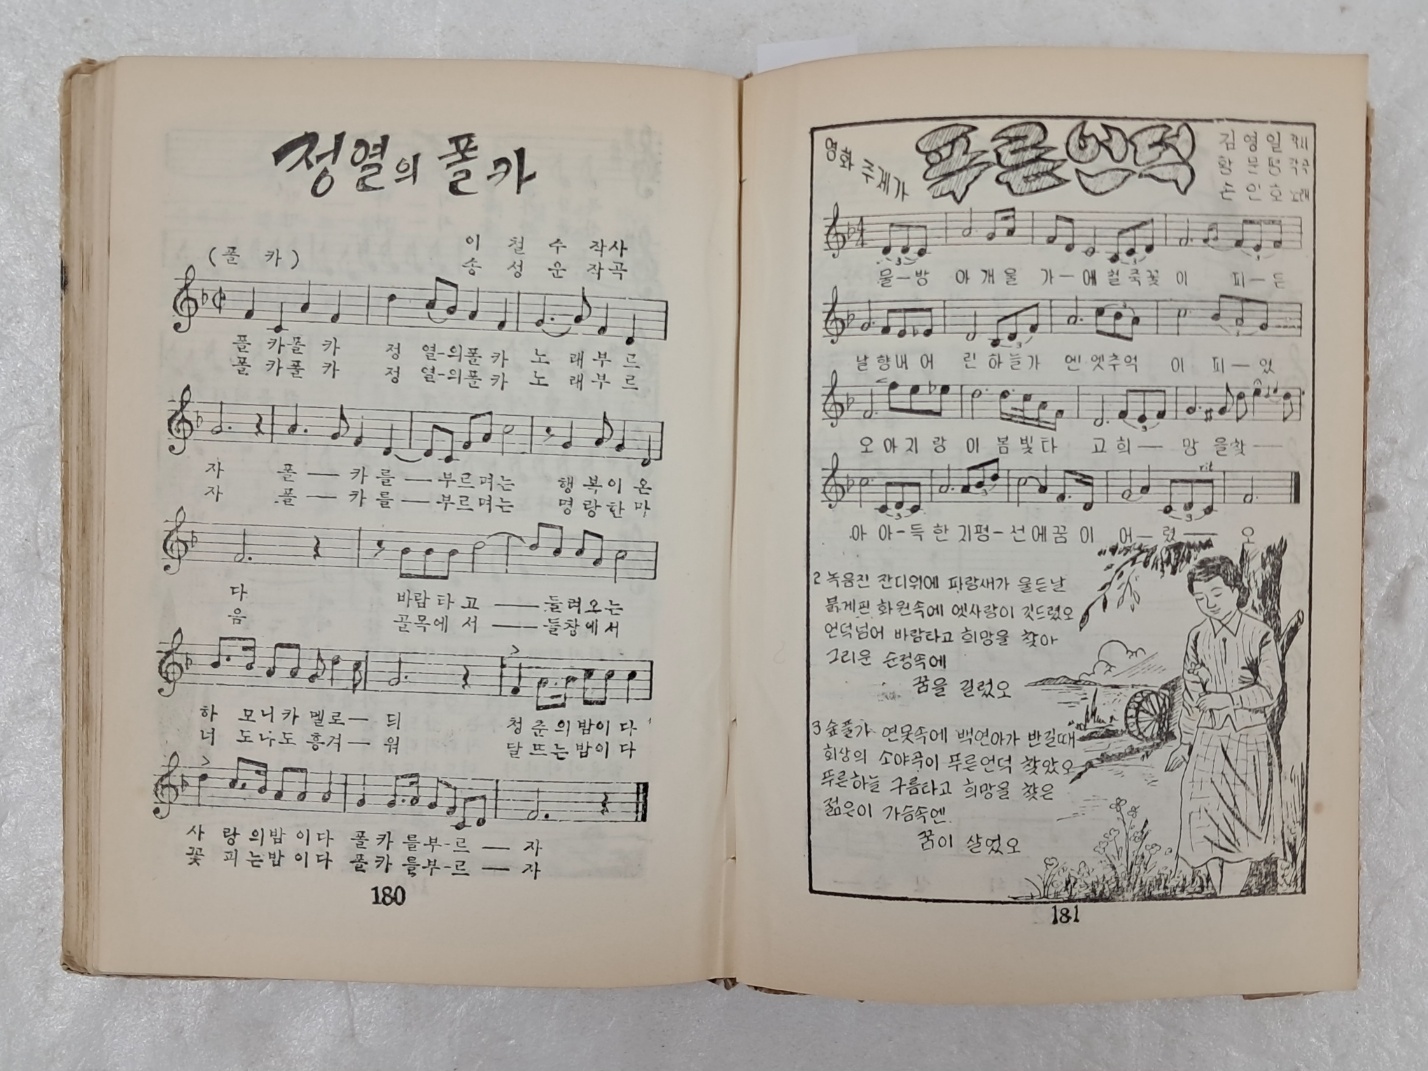 정열의 폴카
(폴 카)
이 철 수 작사
송 성 운 작곡
폴 카폴 카 정 열-의폴카 노 래부르
폴 카폴 카 정 열-의폴카 노 래부르
자 폴 — 카를 — 부르며는 행복이온
자 폴 — 카를 — 부르며는 명랑한마
다 바람타고 — 들려오는
음 골목에서 — 들창에서
하 모니카멜로— 듸 청춘의밤이다
너 도나도흥겨— 워 달뜨는밤이다
사 랑의밤이다 폴카를부-르 — 자
꽃 피는밤이다 폴카를부-르 — 자
180
영화 주제가
푸른언덕
김영일 작사
황문평 작곡
손인호 노래
물—방 아개울 가—에철쭉꽃이 피—든
날향내어 린하늘가 옌옛추억 이 피—었
오아지랑이봄빛타 고희— 망을찾—
아아—득한지평—선에꿈이 어—렸— 오
2 녹음진 잔디위에 파랑새가 울든날
붉게핀 화원속에 옛사랑이 깃드렸오
언덕넘어 바람타고 희망을 찾아
그리운 순정속에
꿈을 길렀오
3 숲풀가 연못속에 백연아가 반길때
회상의 소야곡이 푸른언덕 찾았오
푸른하늘 구름타고 희망을 찾은
젊은이 가슴속엔
꿈이 살었오
181